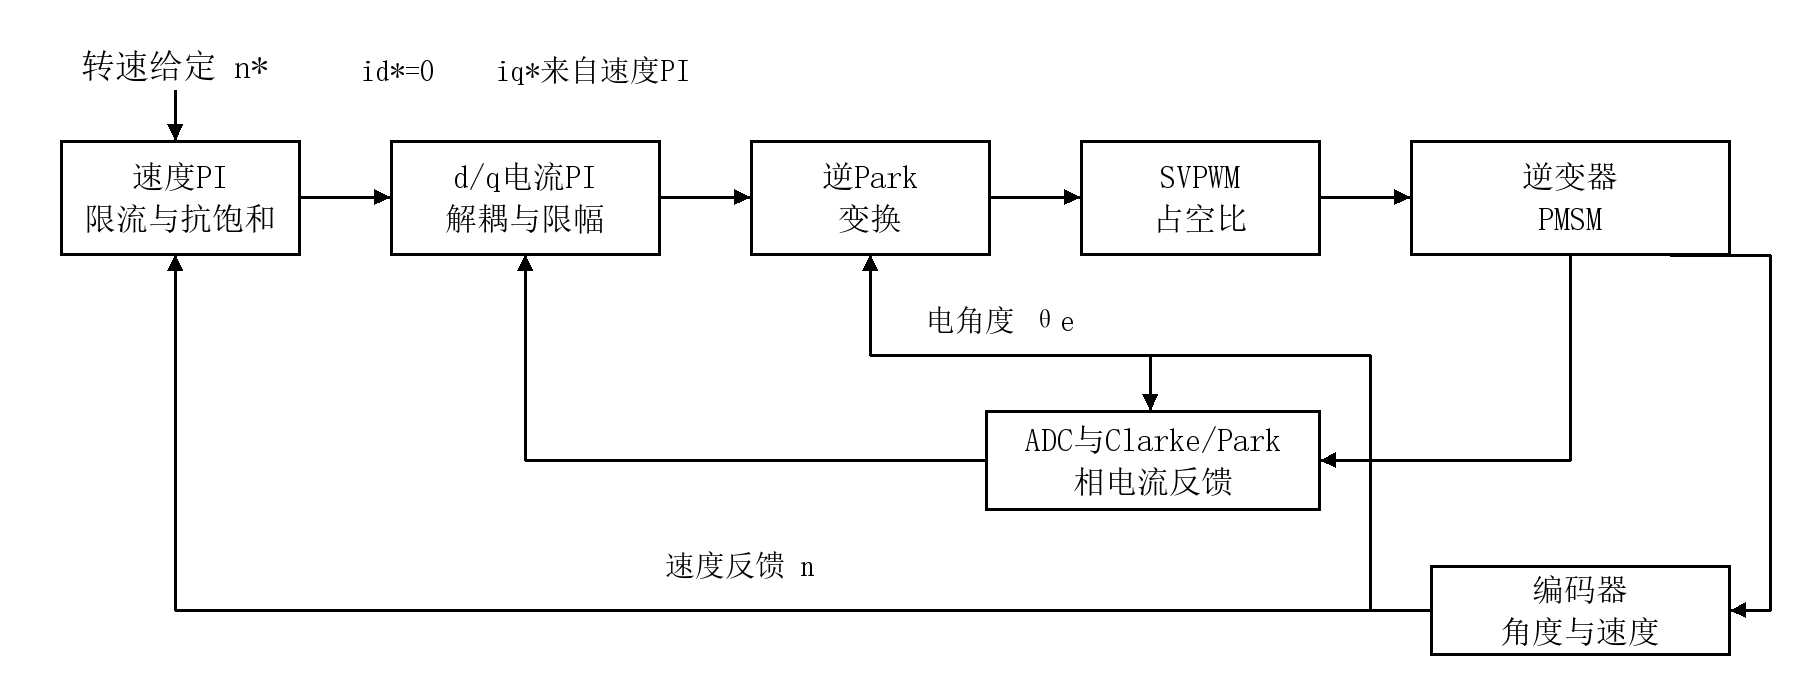 转速给定 n*
id*=0
iq*来自速度PI
速度PI
限流与抗饱和
d/q电流PI
解耦与限幅
逆Park
变换
SVPWM
占空比
逆变器
PMSM
电角度 θe
ADC与Clarke/Park
相电流反馈
速度反馈 n
编码器
角度与速度